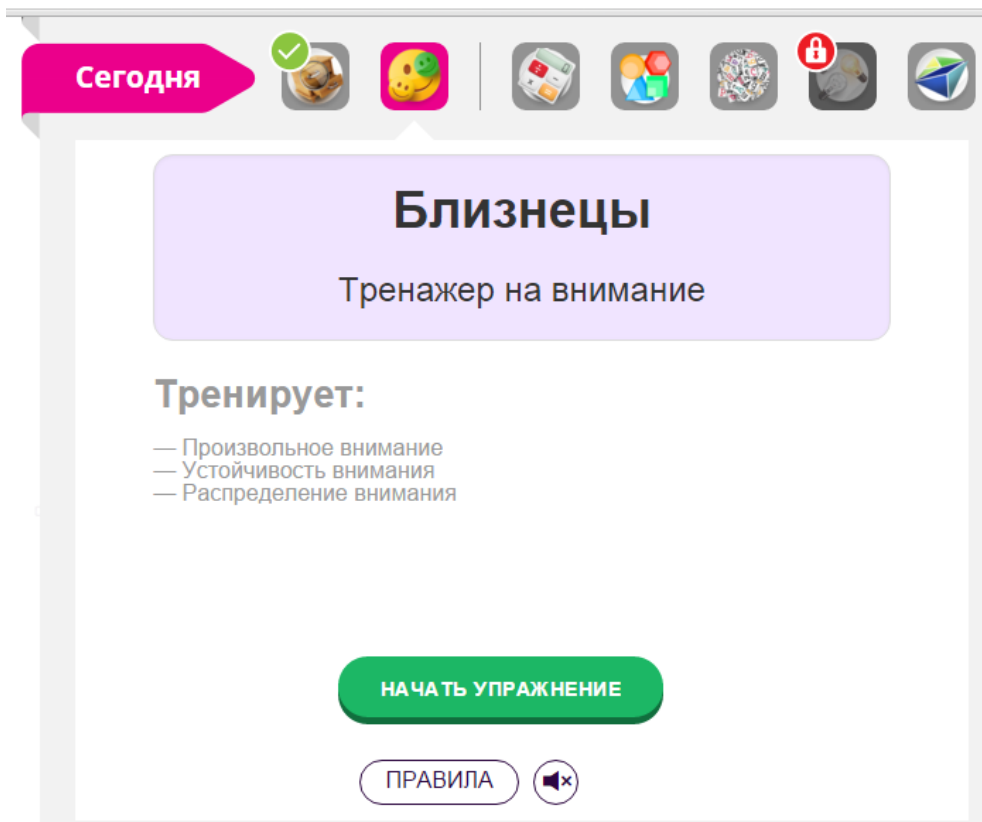 Сегодня
Близнецы
Тренажер на внимание
Тренирует:
— Произвольное внимание
— Устойчивость внимания
— Распределение внимания
НАЧАТЬ УПРАЖНЕНИЕ
ПРАВИЛА